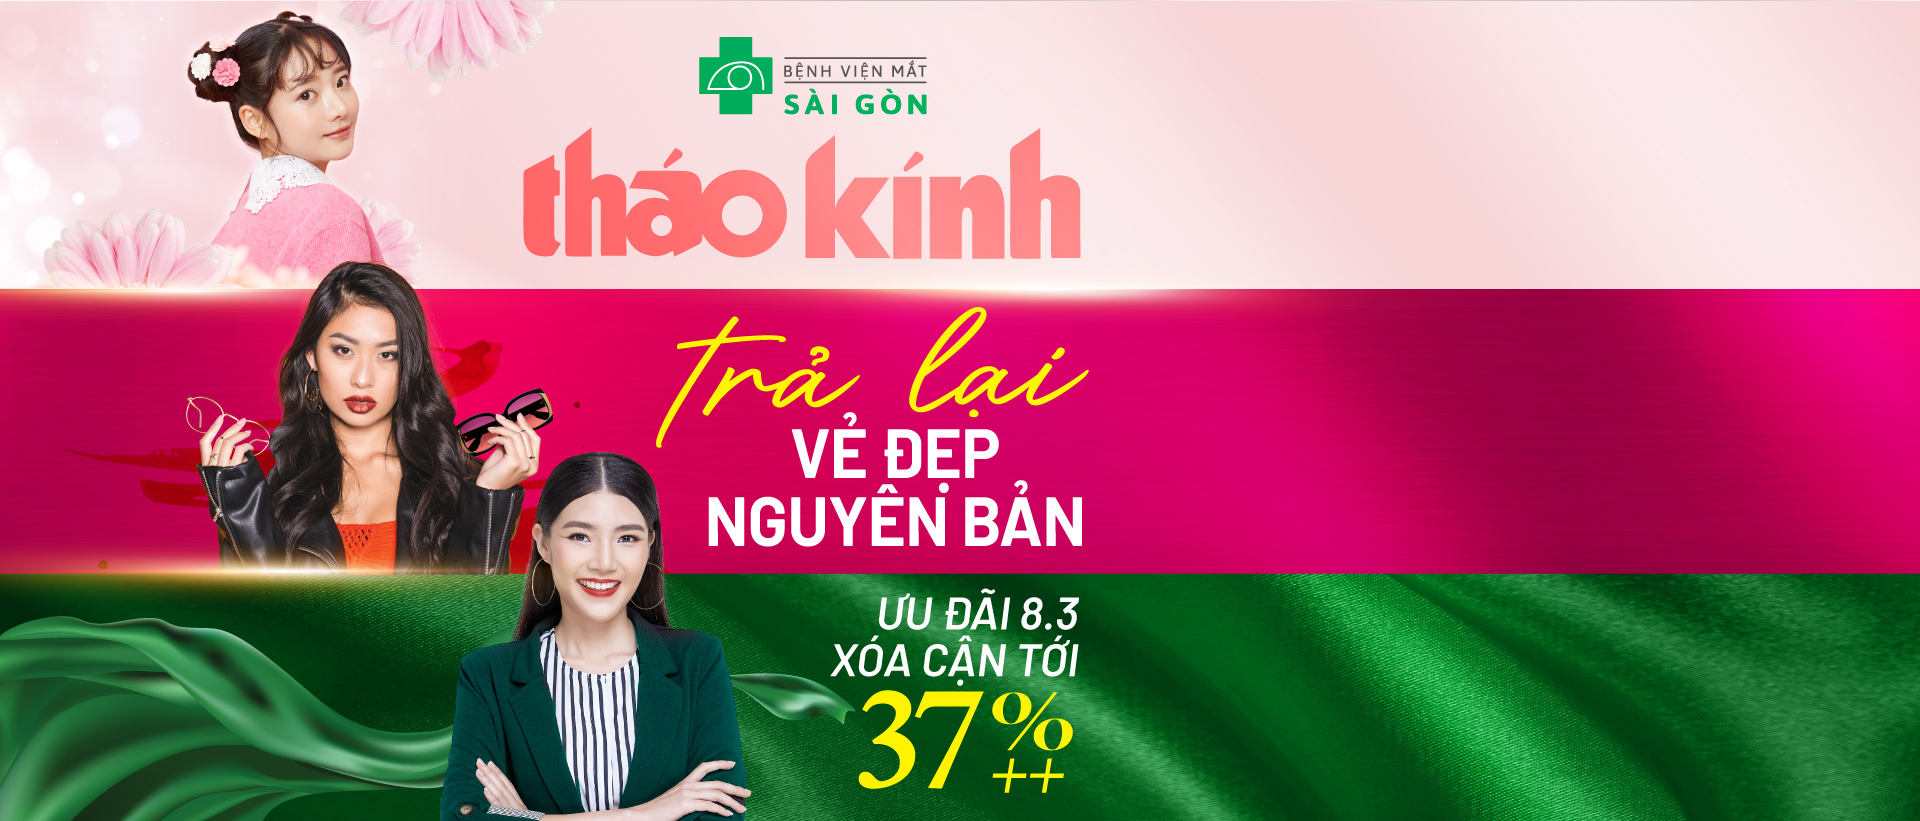 BỆNH VIỆN MẮT
SÀI GÒN
tháo kính
trả lại
VẺ ĐẸP
NGUYÊN BẢN
ƯU ĐÃI 8.3
XÓA CẬN TỚI
37%++